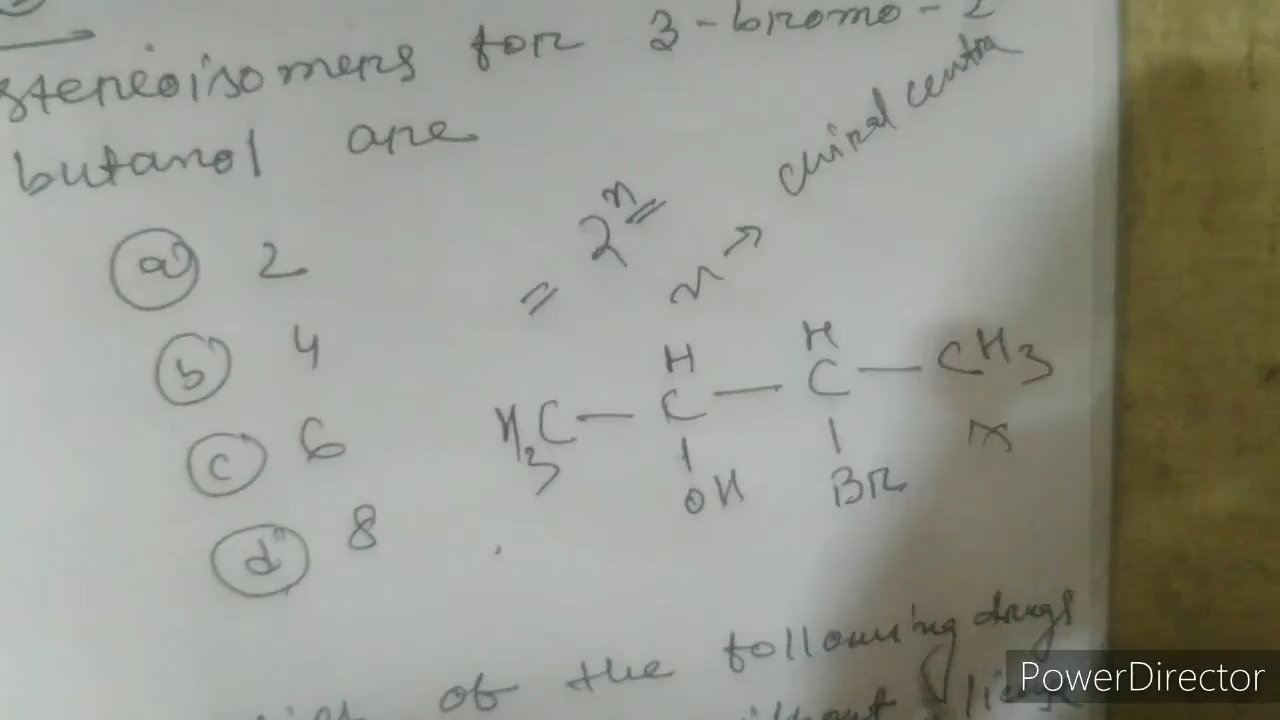 stereoisomers for 3-bromo-2
butanol are
a) 2
b) 4
c) 6
d) 8
= 2ⁿ
n → chiral centra
H H
H₃C — C — C — CH₃
OH Br
of the following drugs
PowerDirector